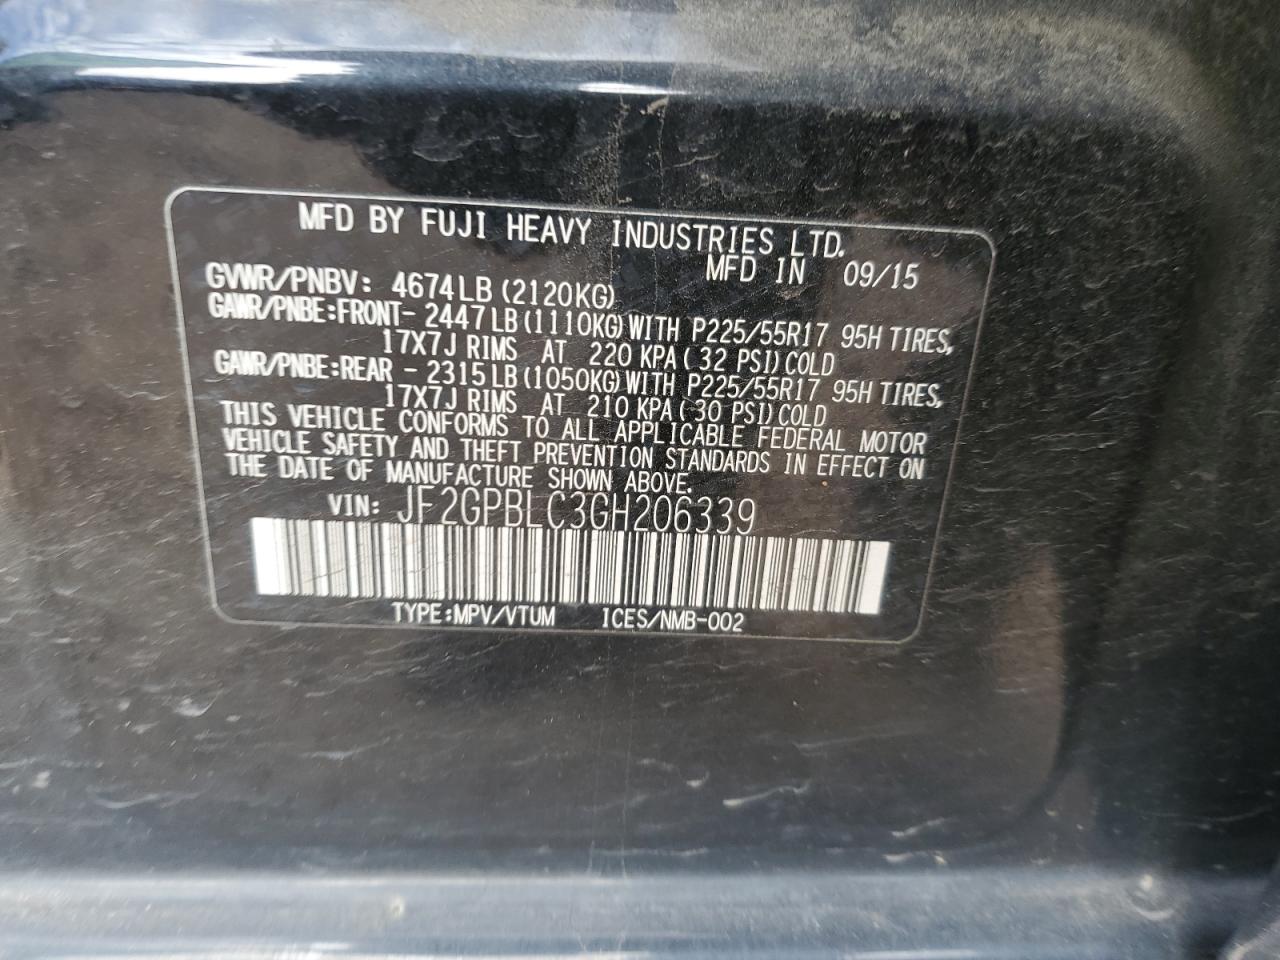 MFD BY FUJI HEAVY INDUSTRIES LTD.
MFD IN 09/15
GVWR/PNBV: 4674LB(2120KG)
GAWR/PNBE:FRONT- 2447LB(1110KG)WITH P225/55R17 95H TIRES,
17X7J RIMS AT 220 KPA( 32 PSI)COLD
GAWR/PNBE:REAR - 2315LB(1050KG)WITH P225/55R17 95H TIRES,
17X7J RIMS AT 210 KPA( 30 PSI)COLD
THIS VEHICLE CONFORMS TO ALL APPLICABLE FEDERAL MOTOR
VEHICLE SAFETY AND THEFT PREVENTION STANDARDS IN EFFECT ON
THE DATE OF MANUFACTURE SHOWN ABOVE.
VIN: JF2GPBLC3GH206339
TYPE:MPV/VTUM ICES/NMB-002